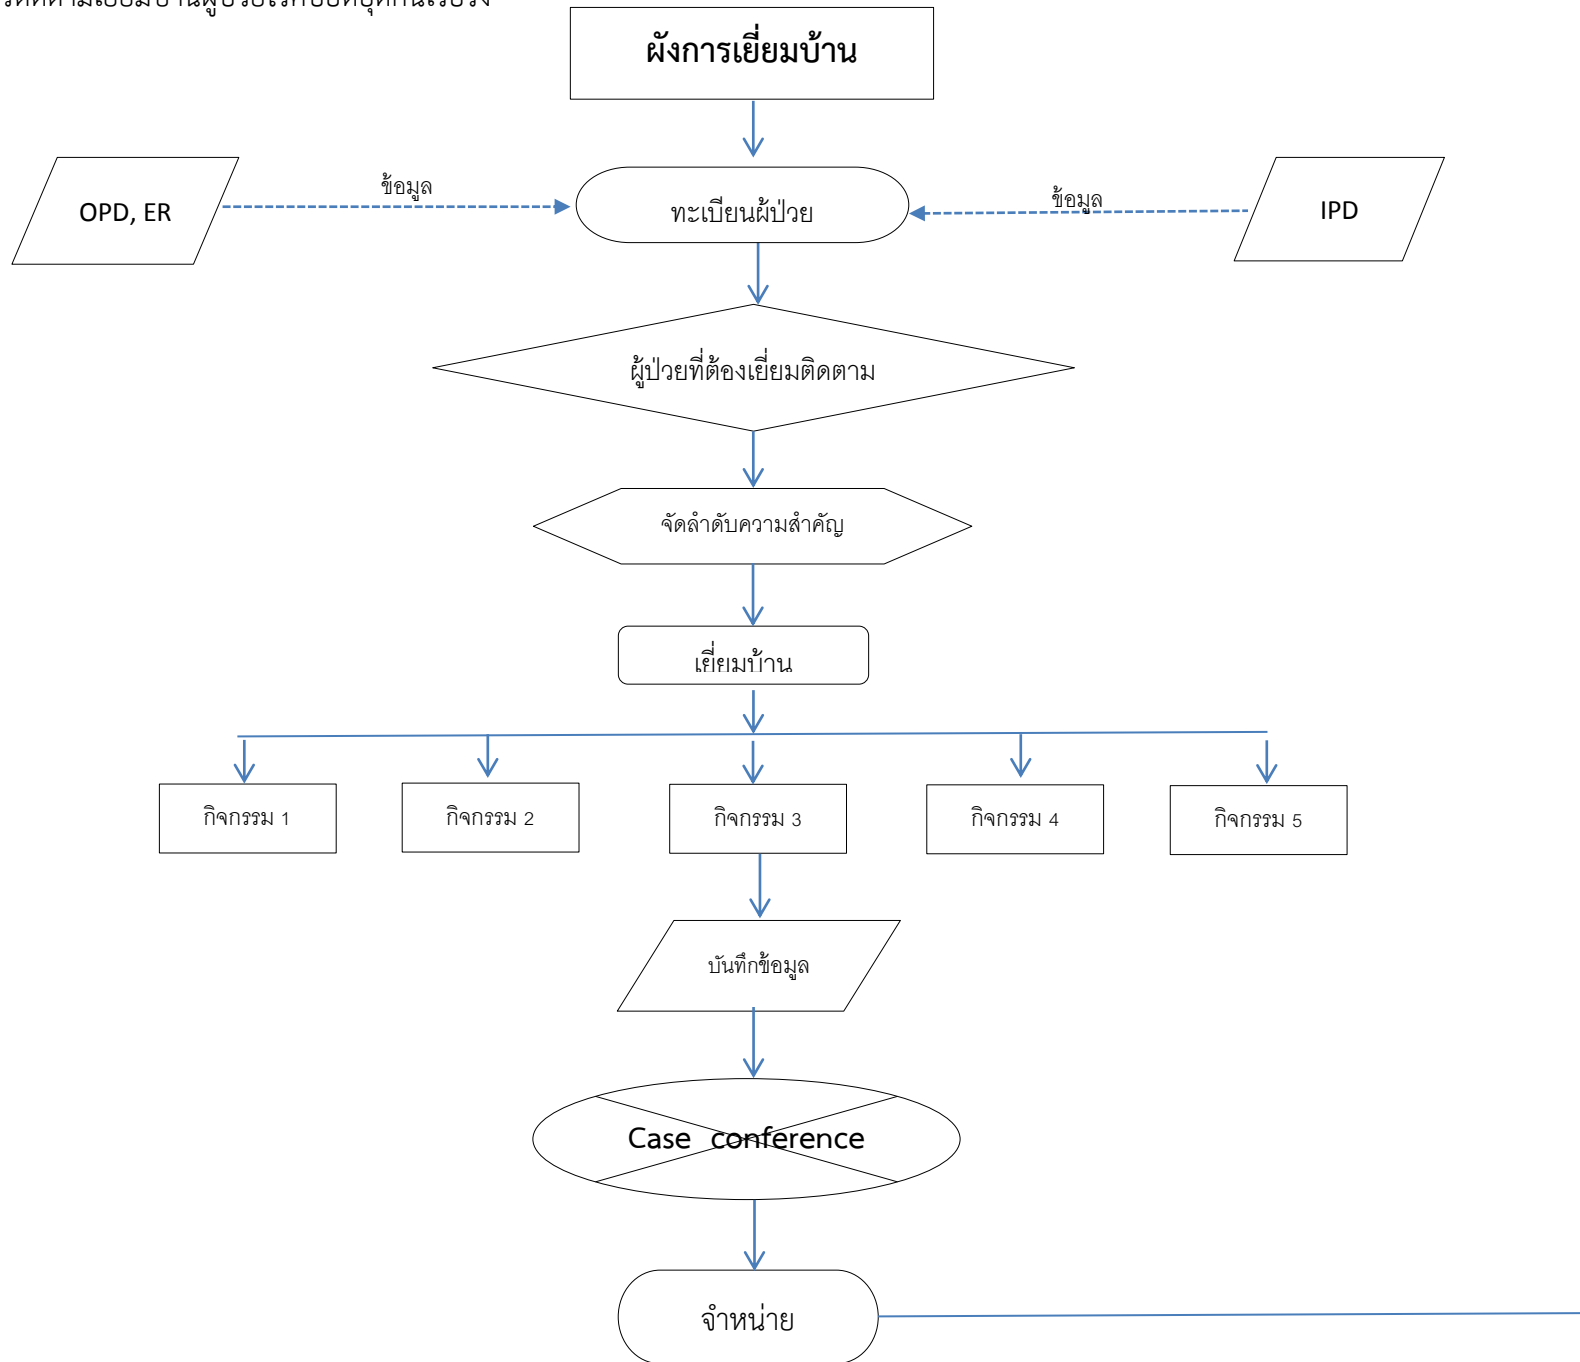 ผังการเยี่ยมบ้าน
ข้อมูล
ข้อมูล
OPD, ER
ทะเบียนผู้ป่วย
IPD
ผู้ป่วยที่ต้องเยี่ยมติดตาม
จัดลำดับความสำคัญ
เยี่ยมบ้าน
กิจกรรม 1
กิจกรรม 2
กิจกรรม 3
กิจกรรม 4
กิจกรรม 5
บันทึกข้อมูล
Case conference
จำหน่าย